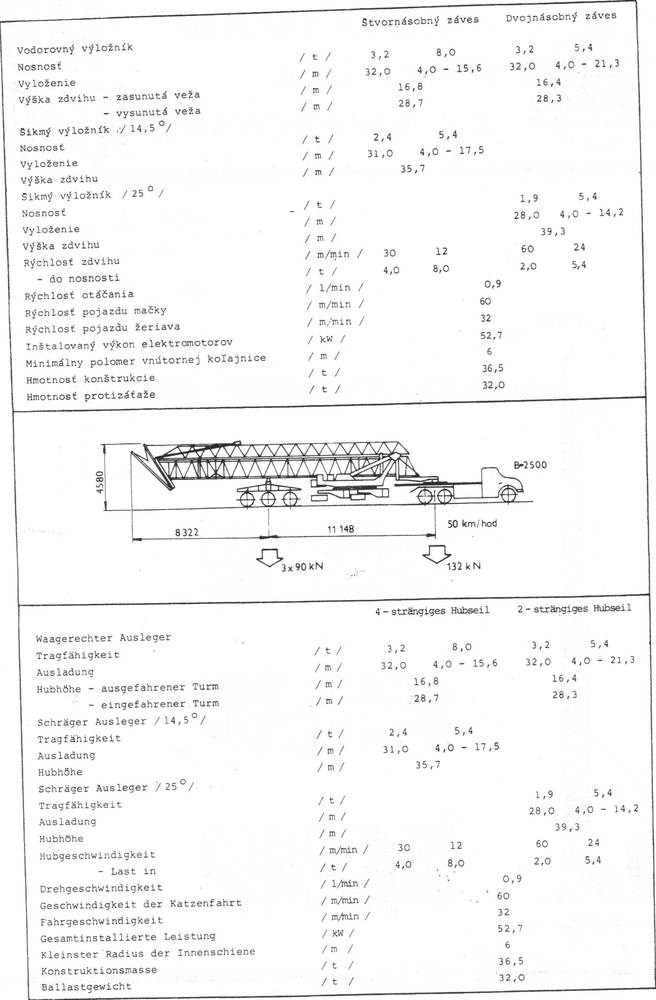 Štvornásobný záves Dvojnásobný záves
Vodorovný výložník
Nosnosť / t / 3,2 8,0 3,2 5,4
Vyloženie / m / 32,0 4,0 - 15,6 32,0 4,0 - 21,3
Výška zdvihu - zasunutá veža / m / 16,8 16,4
- vysunutá veža / m / 28,7 28,3
Šikmý výložník / 14,5 ° /
Nosnosť / t / 2,4 5,4
Vyloženie / m / 31,0 4,0 - 17,5
Výška zdvihu / m / 35,7
Šikmý výložník / 25 ° /
Nosnosť / t / 1,9 5,4
Vyloženie / m / 28,0 4,0 - 14,2
Výška zdvihu / m / 39,3
Rýchlosť zdvihu / m/min / 30 12 60 24
- do nosnosti / t / 4,0 8,0 2,0 5,4
Rýchlosť otáčania / l/min / 0,9
Rýchlosť pojazdu mačky / m/min / 60
Rýchlosť pojazdu žeriava / m/min / 32
Inštalovaný výkon elektromotorov / kW / 52,7
Minimálny polomer vnútornej koľajnice / m / 6
Hmotnosť konštrukcie / t / 36,5
Hmotnosť protizáťaže / t / 32,0
4580
B-2500
50 km/hod
8322
11 148
3 x 90 kN
132 kN
4 - strängiges Hubseil 2 - strängiges Hubseil
Waagerechter Ausleger
Tragfähigkeit / t / 3,2 8,0 3,2 5,4
Ausladung / m / 32,0 4,0 - 15,6 32,0 4,0 - 21,3
Hubhöhe - ausgefahrener Turm / m / 16,8 16,4
- eingefahrener Turm / m / 28,7 28,3
Schräger Ausleger / 14,5 ° /
Tragfähigkeit / t / 2,4 5,4
Ausladung / m / 31,0 4,0 - 17,5
Hubhöhe / m / 35,7
Schräger Ausleger / 25 ° /
Tragfähigkeit / t / 1,9 5,4
Ausladung / m / 28,0 4,0 - 14,2
Hubhöhe / m / 39,3
Hubgeschwindigkeit / m/min / 30 12 60 24
- Last in / t / 4,0 8,0 2,0 5,4
Drehgeschwindigkeit / l/min / 0,9
Geschwindigkeit der Katzenfahrt / m/min / 60
Fahrgeschwindigkeit / m/min / 32
Gesamtinstallierte Leistung / kW / 52,7
Kleinster Radius der Innenschiene / m / 6
Konstruktionsmasse / t / 36,5
Ballastgewicht / t / 32,0